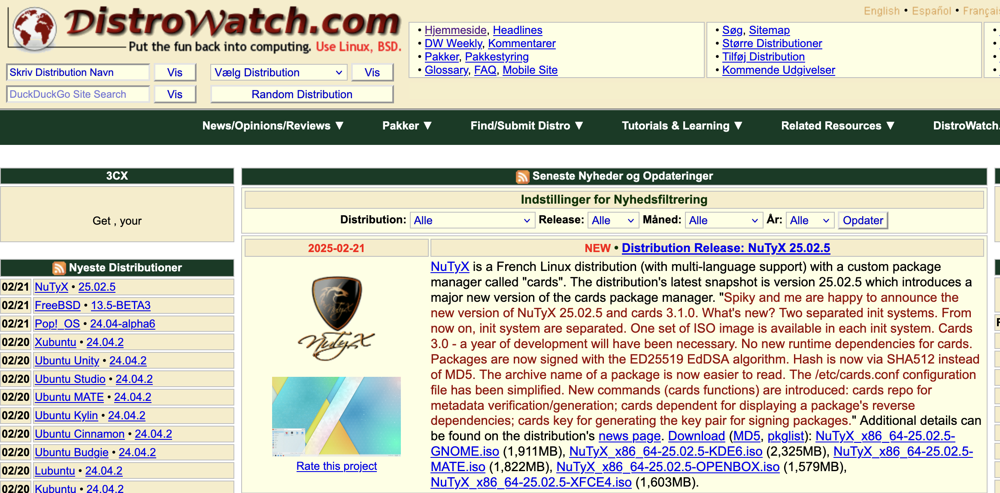 DistroWatch.com
Put the fun back into computing. Use Linux, BSD.
English • Español • Françai
• Hjemmeside, Headlines
• DW Weekly, Kommentarer
• Pakker, Pakkestyring
• Glossary, FAQ, Mobile Site
• Søg, Sitemap
• Større Distributioner
• Tilføj Distribution
• Kommende Udgivelser
Skriv Distribution Navn Vis Vælg Distribution Vis
DuckDuckGo Site Search Vis Random Distribution
News/Opinions/Reviews ▼ Pakker ▼ Find/Submit Distro ▼ Tutorials & Learning ▼ Related Resources ▼ DistroWatch.
3CX
Get , your
Nyeste Distributioner
02/21 NuTyX • 25.02.5
02/21 FreeBSD • 13.5-BETA3
02/21 Pop!_OS • 24.04-alpha6
02/20 Xubuntu • 24.04.2
02/20 Ubuntu Unity • 24.04.2
02/20 Ubuntu Studio • 24.04.2
02/20 Ubuntu MATE • 24.04.2
02/20 Ubuntu Kylin • 24.04.2
02/20 Ubuntu Cinnamon • 24.04.2
02/20 Ubuntu Budgie • 24.04.2
02/20 Lubuntu • 24.04.2
02/20 Kubuntu • 24.04.2
Seneste Nyheder og Opdateringer
Indstillinger for Nyhedsfiltrering
Distribution: Alle Release: Alle Måned: Alle År: Alle Opdater
2025-02-21
NEW • Distribution Release: NuTyX 25.02.5
NuTyX
Rate this project
NuTyX is a French Linux distribution (with multi-language support) with a custom package
manager called "cards". The distribution's latest snapshot is version 25.02.5 which introduces a
major new version of the cards package manager. "Spiky and me are happy to announce the
new version of NuTyX 25.02.5 and cards 3.1.0. What's new? Two separated init systems. From
now on, init system are separated. One set of ISO image is available in each init system. Cards
3.0 - a year of development will have been necessary. No new runtime dependencies for cards.
Packages are now signed with the ED25519 EdDSA algorithm. Hash is now via SHA512 instead
of MD5. The archive name of a package is now easier to read. The /etc/cards.conf configuration
file has been simplified. New commands (cards functions) are introduced: cards repo for
metadata verification/generation; cards dependent for displaying a package's reverse
dependencies; cards key for generating the key pair for signing packages." Additional details can
be found on the distribution's news page. Download (MD5, pkglist): NuTyX_x86_64-25.02.5-
GNOME.iso (1,911MB), NuTyX_x86_64-25.02.5-KDE6.iso (2,325MB), NuTyX_x86_64-25.02.5-
MATE.iso (1,822MB), NuTyX_x86_64-25.02.5-OPENBOX.iso (1,579MB),
NuTyX_x86_64-25.02.5-XFCE4.iso (1,603MB).